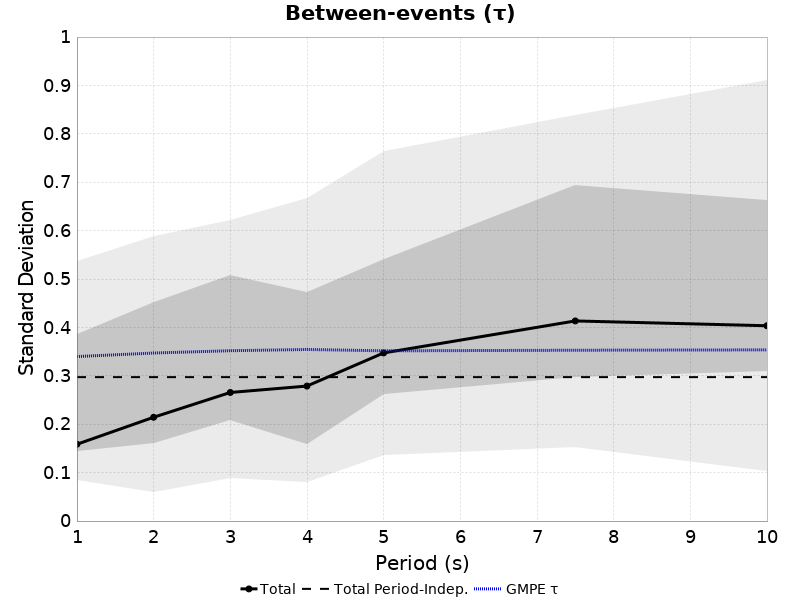 Between-events (τ)
Standard Deviation
1
0.9
0.8
0.7
0.6
0.5
0.4
0.3
0.2
0.1
0
1 2 3 4 5 6 7 8 9 10
Period (s)
Total Total Period-Indep. GMPE τ